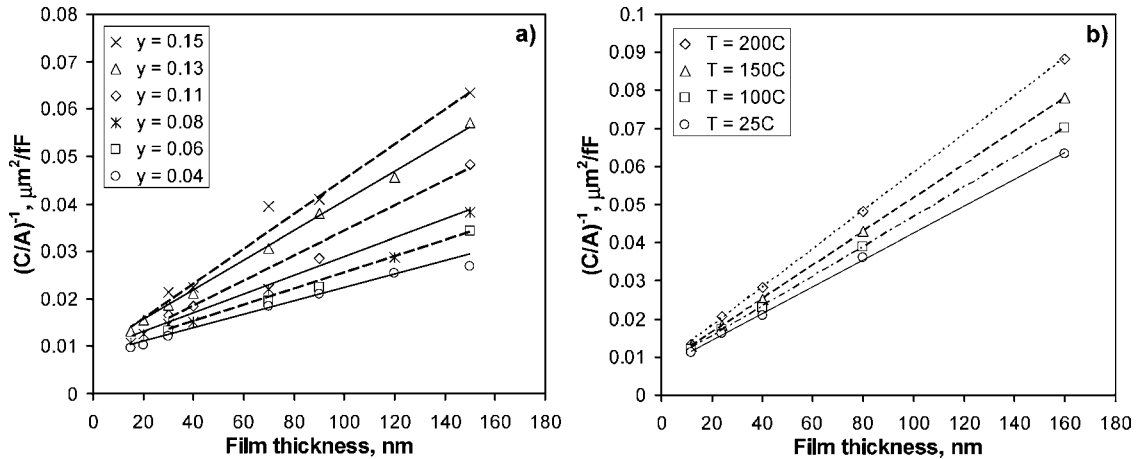 a)
0.08
0.07
0.06
0.05
0.04
0.03
0.02
0.01
0
(C/A)⁻¹, μm²/fF
y = 0.15
y = 0.13
y = 0.11
y = 0.08
y = 0.06
y = 0.04
0 20 40 60 80 100 120 140 160 180
Film thickness, nm
b)
0.1
0.09
0.08
0.07
0.06
0.05
0.04
0.03
0.02
0.01
0
(C/A)⁻¹, μm²/fF
T = 200C
T = 150C
T = 100C
T = 25C
0 20 40 60 80 100 120 140 160 180
Film thickness, nm